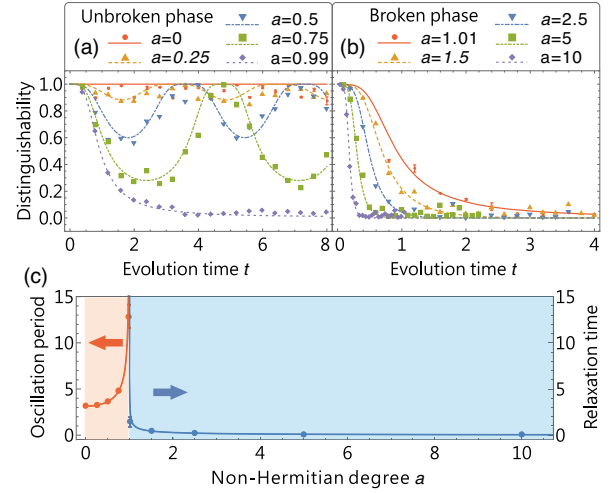 Unbroken phase
(a)
a=0
a=0.25
a=0.5
a=0.75
a=0.99
Broken phase
(b)
a=1.01
a=1.5
a=2.5
a=5
a=10
Distinguishability
1.0
0.8
0.6
0.4
0.2
0.0
0 2 4 6 8
Evolution time t
0 1 2 3 4
Evolution time t
(c)
Oscillation period
15
10
5
0
15
10
5
0
Relaxation time
0 2 4 6 8 10
Non-Hermitian degree a